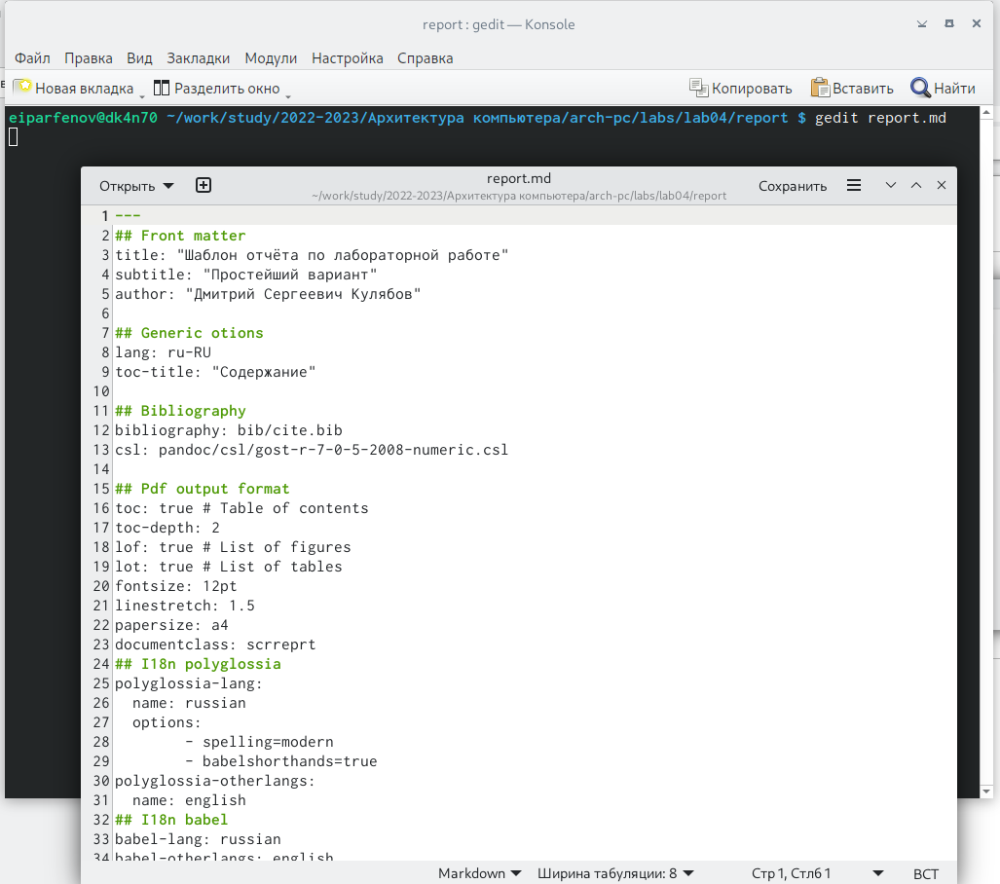 report : gedit — Konsole
Файл Правка Вид Закладки Модули Настройка Справка
Новая вкладка Разделить окно Копировать Вставить Найти
eiparfenov@dk4n70 ~/work/study/2022-2023/Архитектура компьютера/arch-pc/labs/lab04/report $ gedit report.md
Открыть report.md Сохранить
~/work/study/2022-2023/Архитектура компьютера/arch-pc/labs/lab04/report
1 ---
2 ## Front matter
3 title: "Шаблон отчёта по лабораторной работе"
4 subtitle: "Простейший вариант"
5 author: "Дмитрий Сергеевич Кулябов"
6
7 ## Generic otions
8 lang: ru-RU
9 toc-title: "Содержание"
10
11 ## Bibliography
12 bibliography: bib/cite.bib
13 csl: pandoc/csl/gost-r-7-0-5-2008-numeric.csl
14
15 ## Pdf output format
16 toc: true # Table of contents
17 toc-depth: 2
18 lof: true # List of figures
19 lot: true # List of tables
20 fontsize: 12pt
21 linestretch: 1.5
22 papersize: a4
23 documentclass: scrreprt
24 ## I18n polyglossia
25 polyglossia-lang:
26   name: russian
27   options:
28         - spelling=modern
29         - babelshorthands=true
30 polyglossia-otherlangs:
31   name: english
32 ## I18n babel
33 babel-lang: russian
34 babel-otherlangs: english
Markdown Ширина табуляции: 8 Стр 1, Стлб 1 ВСТ